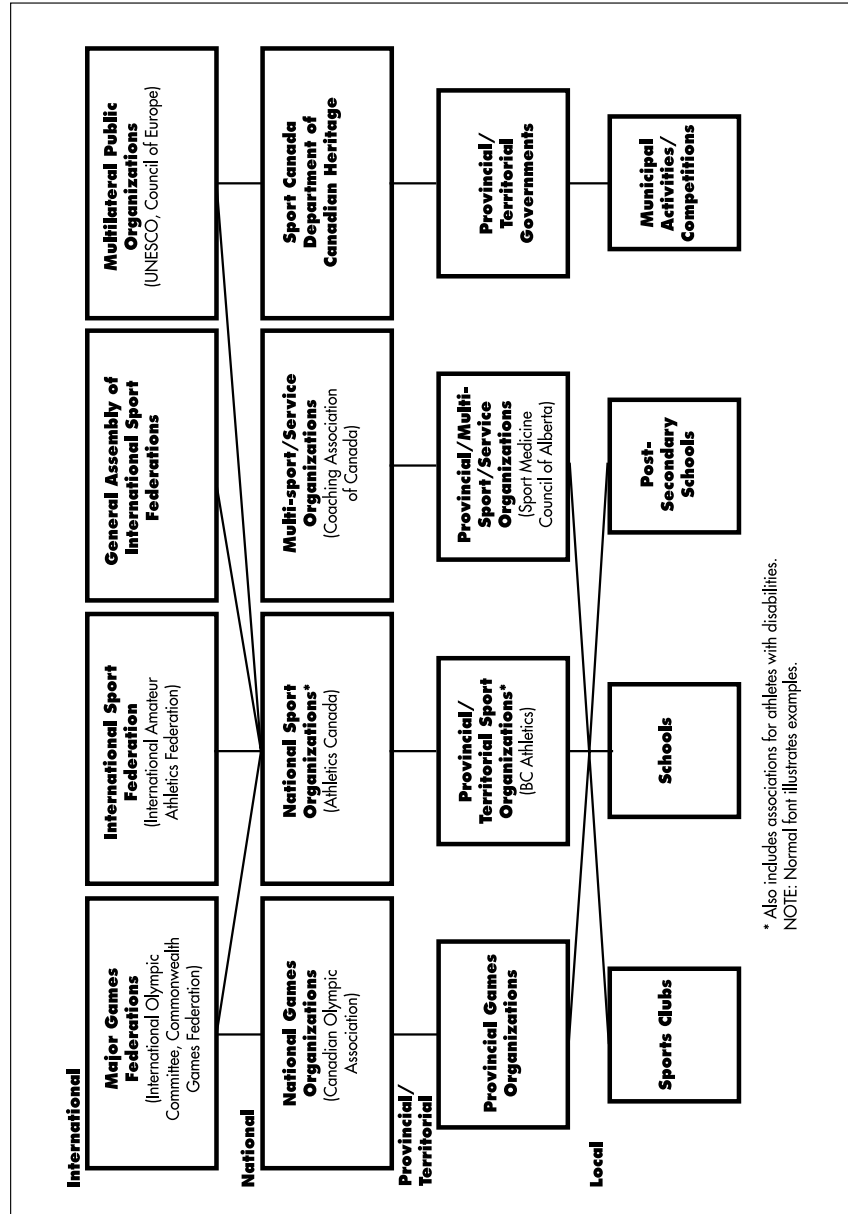 International
Major Games
Federations
(International Olympic
Committee, Commonwealth
Games Federation)
International Sport
Federation
(International Amateur
Athletics Federation)
General Assembly of
International Sport
Federations
Multilateral Public
Organizations
(UNESCO, Council of Europe)
National
National Games
Organizations
(Canadian Olympic
Association)
National Sport
Organizations*
(Athletics Canada)
Multi-sport/Service
Organizations
(Coaching Association
of Canada)
Sport Canada
Department of
Canadian Heritage
Provincial/
Territorial
Provincial Games
Organizations
Provincial/
Territorial Sport
Organizations*
(BC Athletics)
Provincial/Multi-
Sport/Service
Organizations
(Sport Medicine
Council of Alberta)
Provincial/
Territorial
Governments
Local
Sports Clubs
Schools
Post-
Secondary
Schools
Municipal
Activities/
Competitions
* Also includes associations for athletes with disabilities.
NOTE: Normal font illustrates examples.